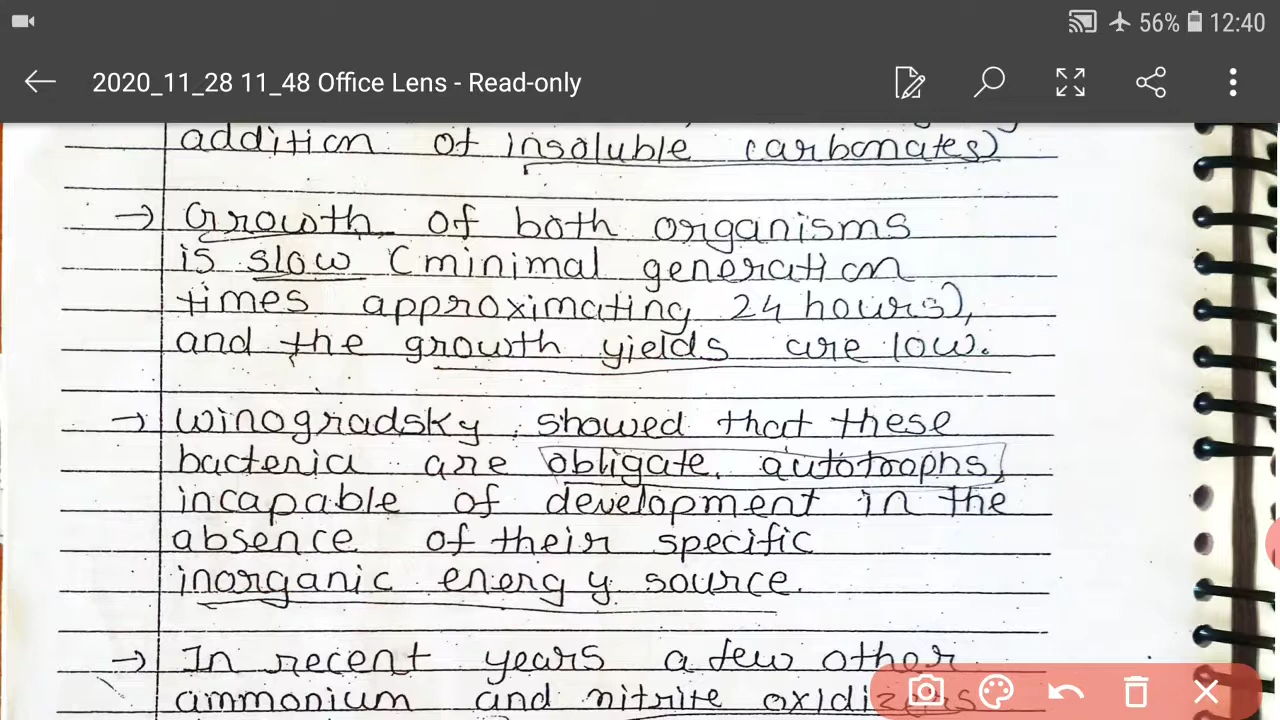 56% 12:40
2020_11_28 11_48 Office Lens - Read-only
addition of insoluble carbonates)
→ Growth of both organisms
is slow (minimal generation
times approximating 24 hours),
and the growth yields are low.
→ Winogradsky showed that these
bacteria are obligate autotrophs,
incapable of development in the
absence of their specific
inorganic energy source.
→ In recent years a few other
ammonium and nitrite oxidizers